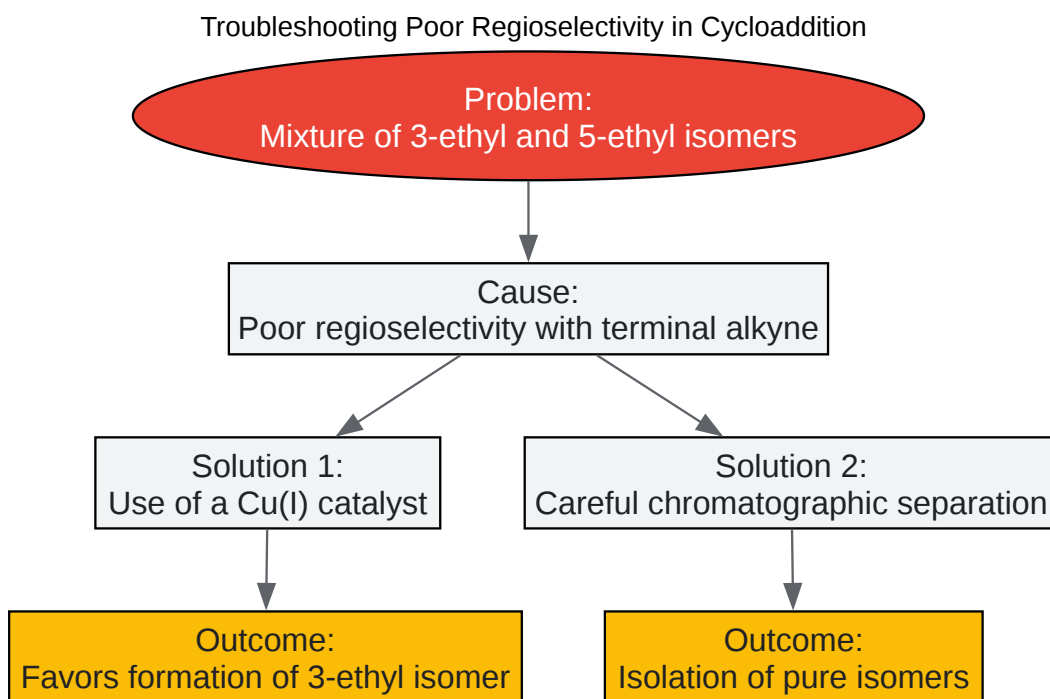 Troubleshooting Poor Regioselectivity in Cycloaddition
Problem:
Mixture of 3-ethyl and 5-ethyl isomers
Cause:
Poor regioselectivity with terminal alkyne
Solution 1:
Use of a Cu(I) catalyst
Solution 2:
Careful chromatographic separation
Outcome:
Favors formation of 3-ethyl isomer
Outcome:
Isolation of pure isomers